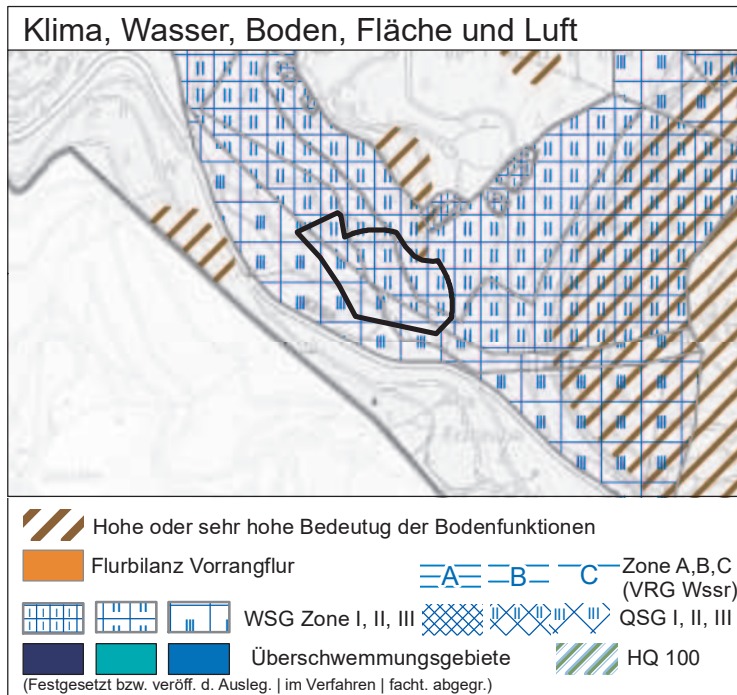 Klima, Wasser, Boden, Fläche und Luft
Hohe oder sehr hohe Bedeutug der Bodenfunktionen
Flurbilanz Vorrangflur
A B C Zone A,B,C
(VRG Wssr)
WSG Zone I, II, III
QSG I, II, III
Überschwemmungsgebiete
HQ 100
(Festgesetzt bzw. veröff. d. Ausleg. | im Verfahren | facht. abgegr.)